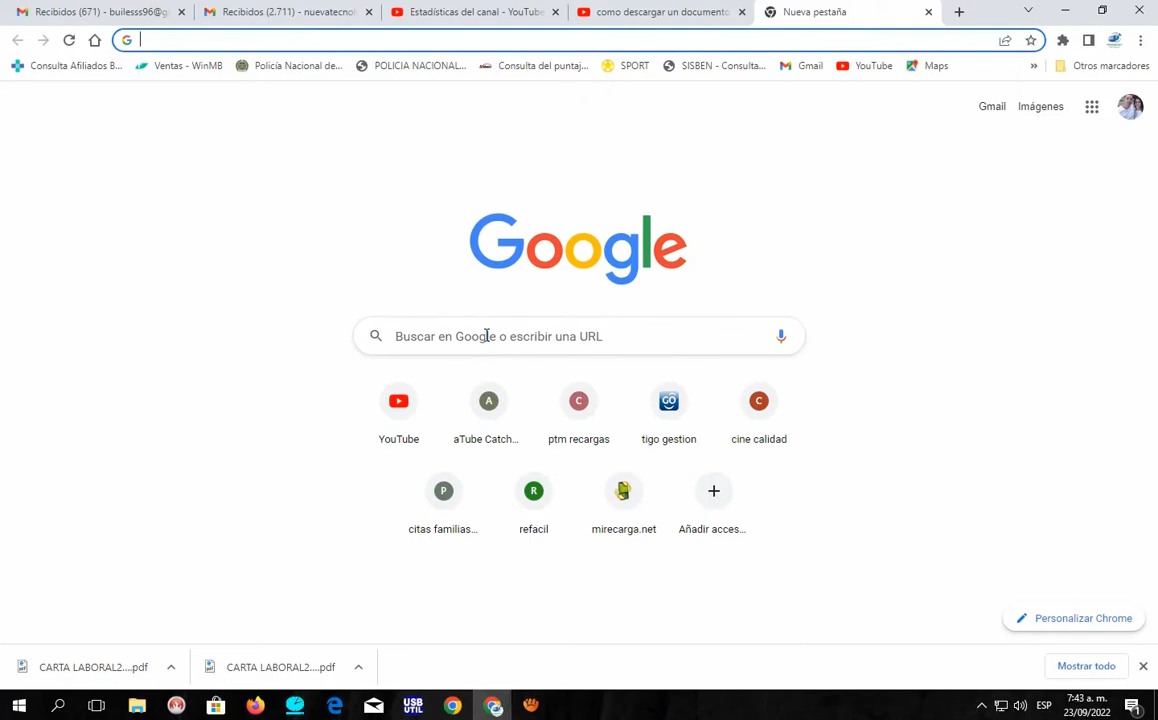 Recibidos (671) - builesss96@g
Recibidos (2.711) - nuevatecnol
Estadísticas del canal - YouTube
como descargar un documento
Nueva pestaña
Consulta Afiliados B...
Ventas - WinMB
Policía Nacional de...
POLICIA NACIONAL...
Consulta del puntaj...
SPORT
SISBEN - Consulta...
Gmail
YouTube
Maps
»
Otros marcadores
Gmail
Imágenes
Google
Buscar en Google o escribir una URL
YouTube
aTube Catch...
ptm recargas
tigo gestion
cine calidad
citas familias...
refacil
mirecarga.net
Añadir acces...
Personalizar Chrome
CARTA LABORAL2....pdf
CARTA LABORAL2....pdf
Mostrar todo
USB
UTIL
ESP
7:43 a. m.
23/09/2022